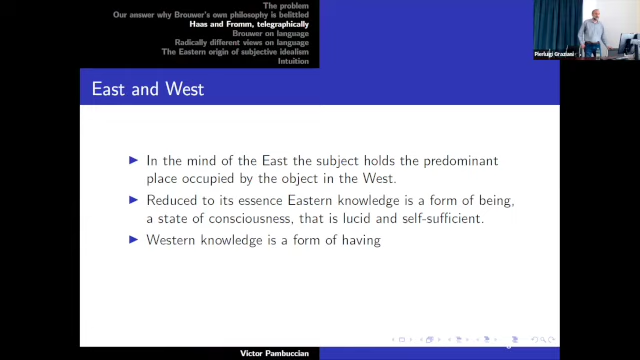 The problem
Our answer why Brouwer's own philosophy is belittled
Haas and Fromm, telegraphically
Brouwer on language
Radically different views on language
The Eastern origin of subjective idealism
Intuition
Pierluigi Graziani
East and West
In the mind of the East the subject holds the predominant
place occupied by the object in the West.
Reduced to its essence Eastern knowledge is a form of being,
a state of consciousness, that is lucid and self-sufficient.
Western knowledge is a form of having
Victor Pambuccian